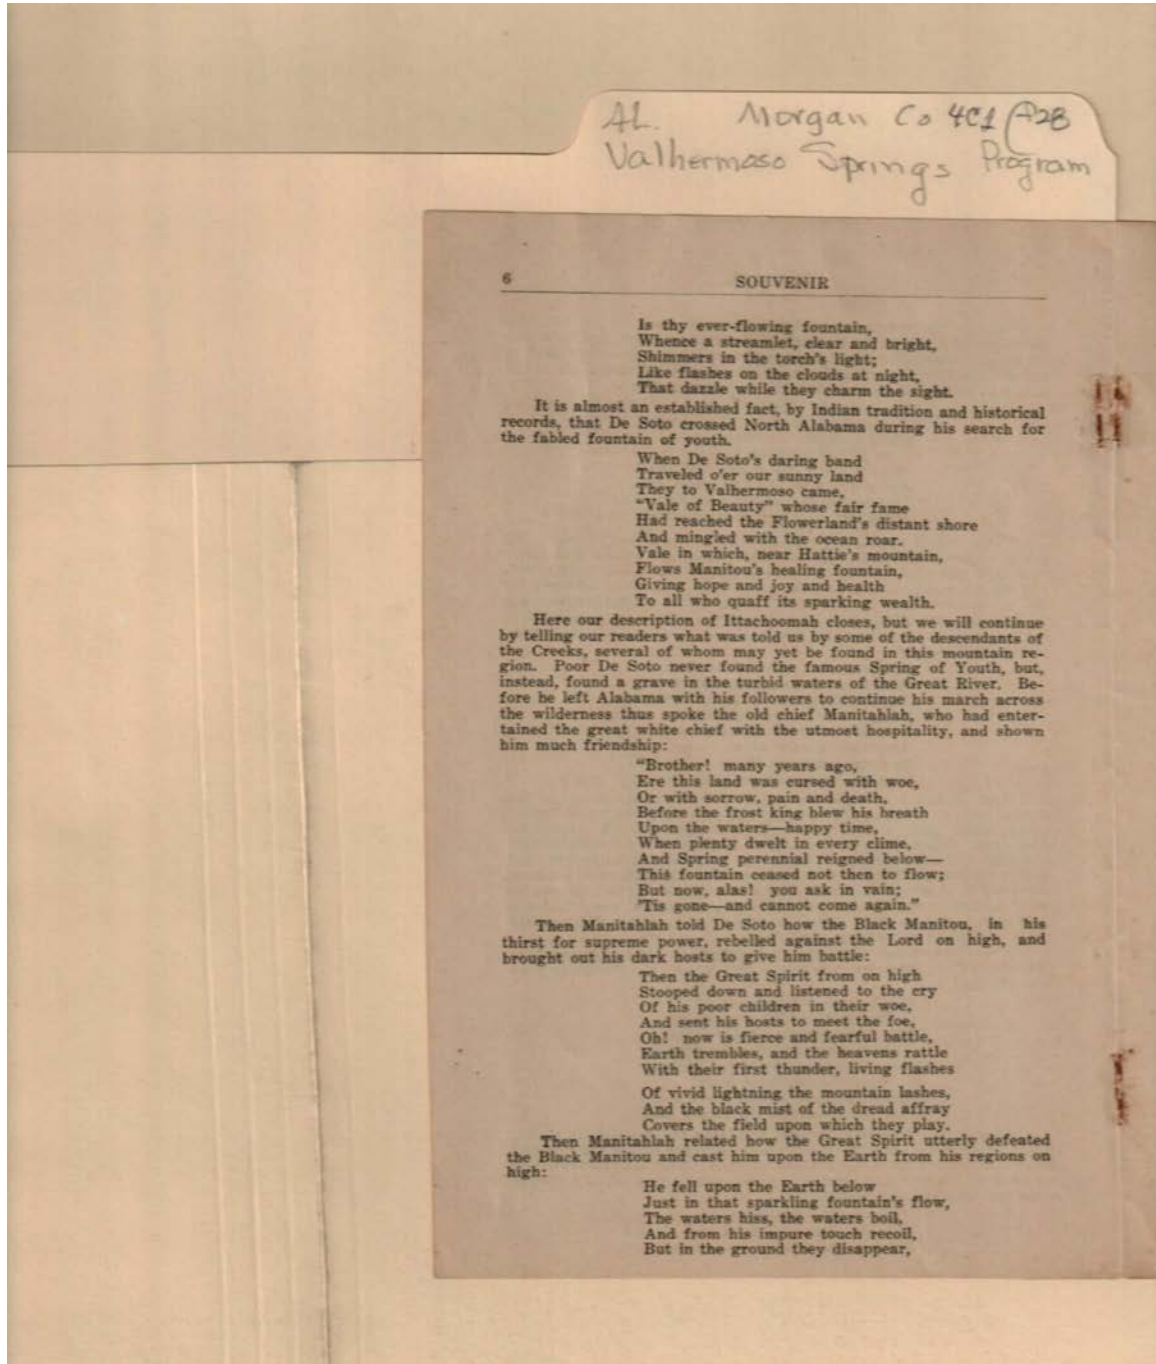 AL. Morgan Co 4C1 P28
Valhermoso Springs Program
6 SOUVENIR
Is thy ever-flowing fountain,
Whence a streamlet, clear and bright,
Shimmers in the torch's light;
Like flashes on the clouds at night,
That dazzle while they charm the sight.
It is almost an established fact, by Indian tradition and historical
records, that De Soto crossed North Alabama during his search for
the fabled fountain of youth.
When De Soto's daring band
Traveled o'er our sunny land
They to Valhermoso came,
"Vale of Beauty" whose fair fame
Had reached the Flowerland's distant shore
And mingled with the ocean roar.
Vale in which, near Hattie's mountain,
Flows Manitou's healing fountain,
Giving hope and joy and health
To all who quaff its sparking wealth.
Here our description of Ittachoomah closes, but we will continue
by telling our readers what was told us by some of the descendants of
the Creeks, several of whom may yet be found in this mountain re-
gion. Poor De Soto never found the famous Spring of Youth, but,
instead, found a grave in the turbid waters of the Great River. Be-
fore he left Alabama with his followers to continue his march across
the wilderness thus spoke the old chief Manitahlah, who had enter-
tained the great white chief with the utmost hospitality, and shown
him much friendship:
"Brother! many years ago,
Ere this land was cursed with woe,
Or with sorrow, pain and death,
Before the frost king blew his breath
Upon the waters—happy time,
When plenty dwelt in every clime,
And Spring perennial reigned below—
This fountain ceased not then to flow;
But now, alas! you ask in vain;
'Tis gone—and cannot come again."
Then Manitahlah told De Soto how the Black Manitou, in his
thirst for supreme power, rebelled against the Lord on high, and
brought out his dark hosts to give him battle:
Then the Great Spirit from on high
Stooped down and listened to the cry
Of his poor children in their woe,
And sent his hosts to meet the foe,
Oh! now is fierce and fearful battle,
Earth trembles, and the heavens rattle
With their first thunder, living flashes
Of vivid lightning the mountain lashes,
And the black mist of the dread affray
Covers the field upon which they play.
Then Manitahlah related how the Great Spirit utterly defeated
the Black Manitou and cast him upon the Earth from his regions on
high:
He fell upon the Earth below
Just in that sparkling fountain's flow,
The waters hiss, the waters boil,
And from his impure touch recoil,
But in the ground they disappear,